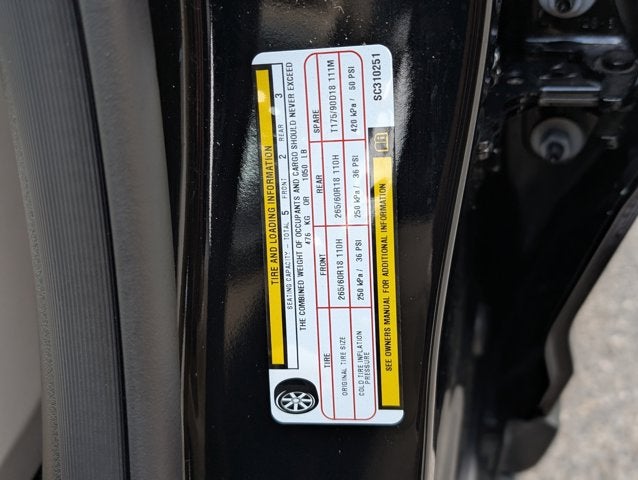 TIRE AND LOADING INFORMATION
SEATING CAPACITY - TOTAL 5 FRONT 2 REAR 3
THE COMBINED WEIGHT OF OCCUPANTS AND CARGO SHOULD NEVER EXCEED
476 KG OR 1050 LB
TIRE FRONT REAR SPARE
ORIGINAL TIRE SIZE 265/60R18 110H 265/60R18 110H T175/90D18 111M
COLD TIRE INFLATION PRESSURE 250 kPa / 36 PSI 250 kPa / 36 PSI 420 kPa / 60 PSI
SEE OWNERS MANUAL FOR ADDITIONAL INFORMATION
SC310251